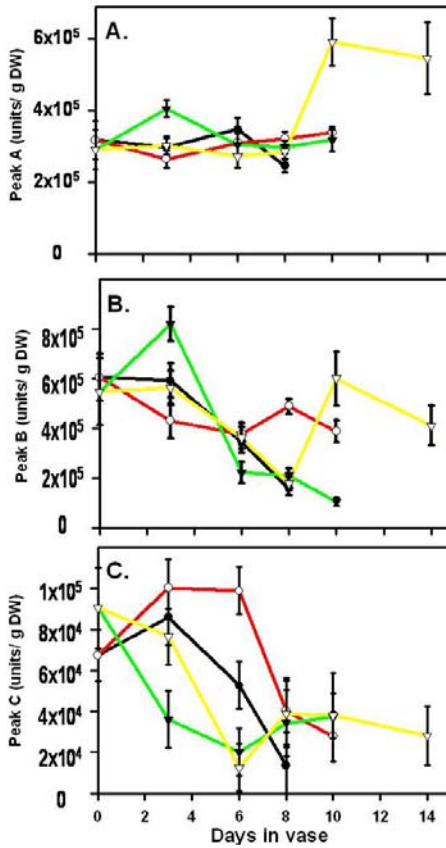 A.
Peak A (units/ g DW)
6x10⁵
4x10⁵
2x10⁵
0
B.
Peak B (units/ g DW)
8x10⁵
6x10⁵
4x10⁵
2x10⁵
0
C.
Peak C (units/ g DW)
1x10⁵
8x10⁴
6x10⁴
4x10⁴
2x10⁴
0
0 2 4 6 8 10 12 14
Days in vase